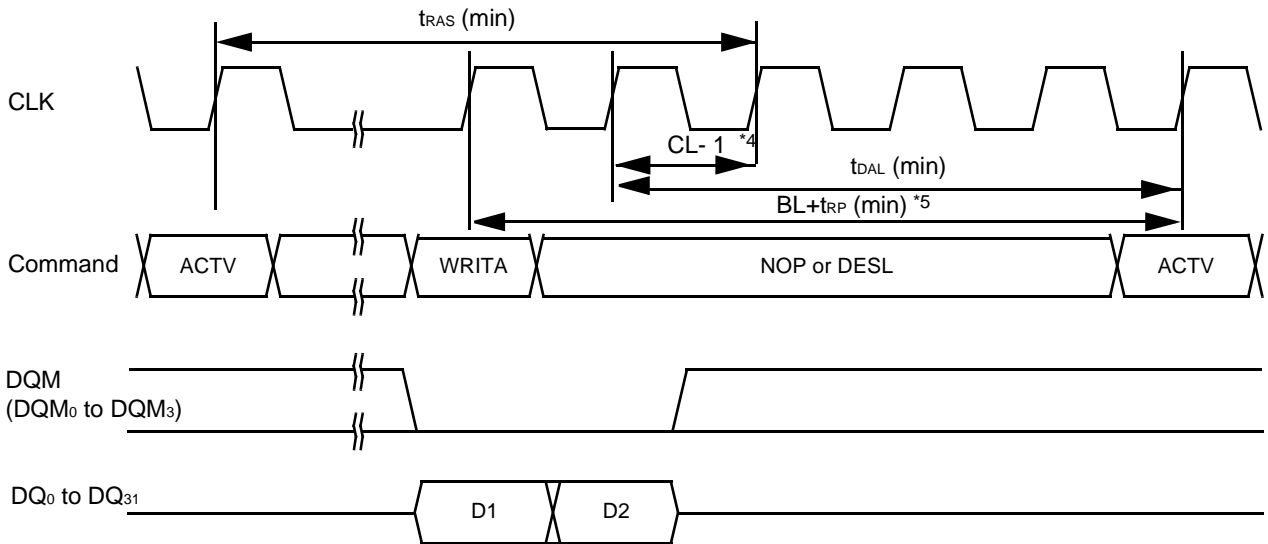 tRAS (min)
CLK
CL- 1 *4
tDAL (min)
BL+tRP (min) *5
Command
ACTV
WRITA
NOP or DESL
ACTV
DQM
(DQM0 to DQM3)
DQ0 to DQ31
D1
D2